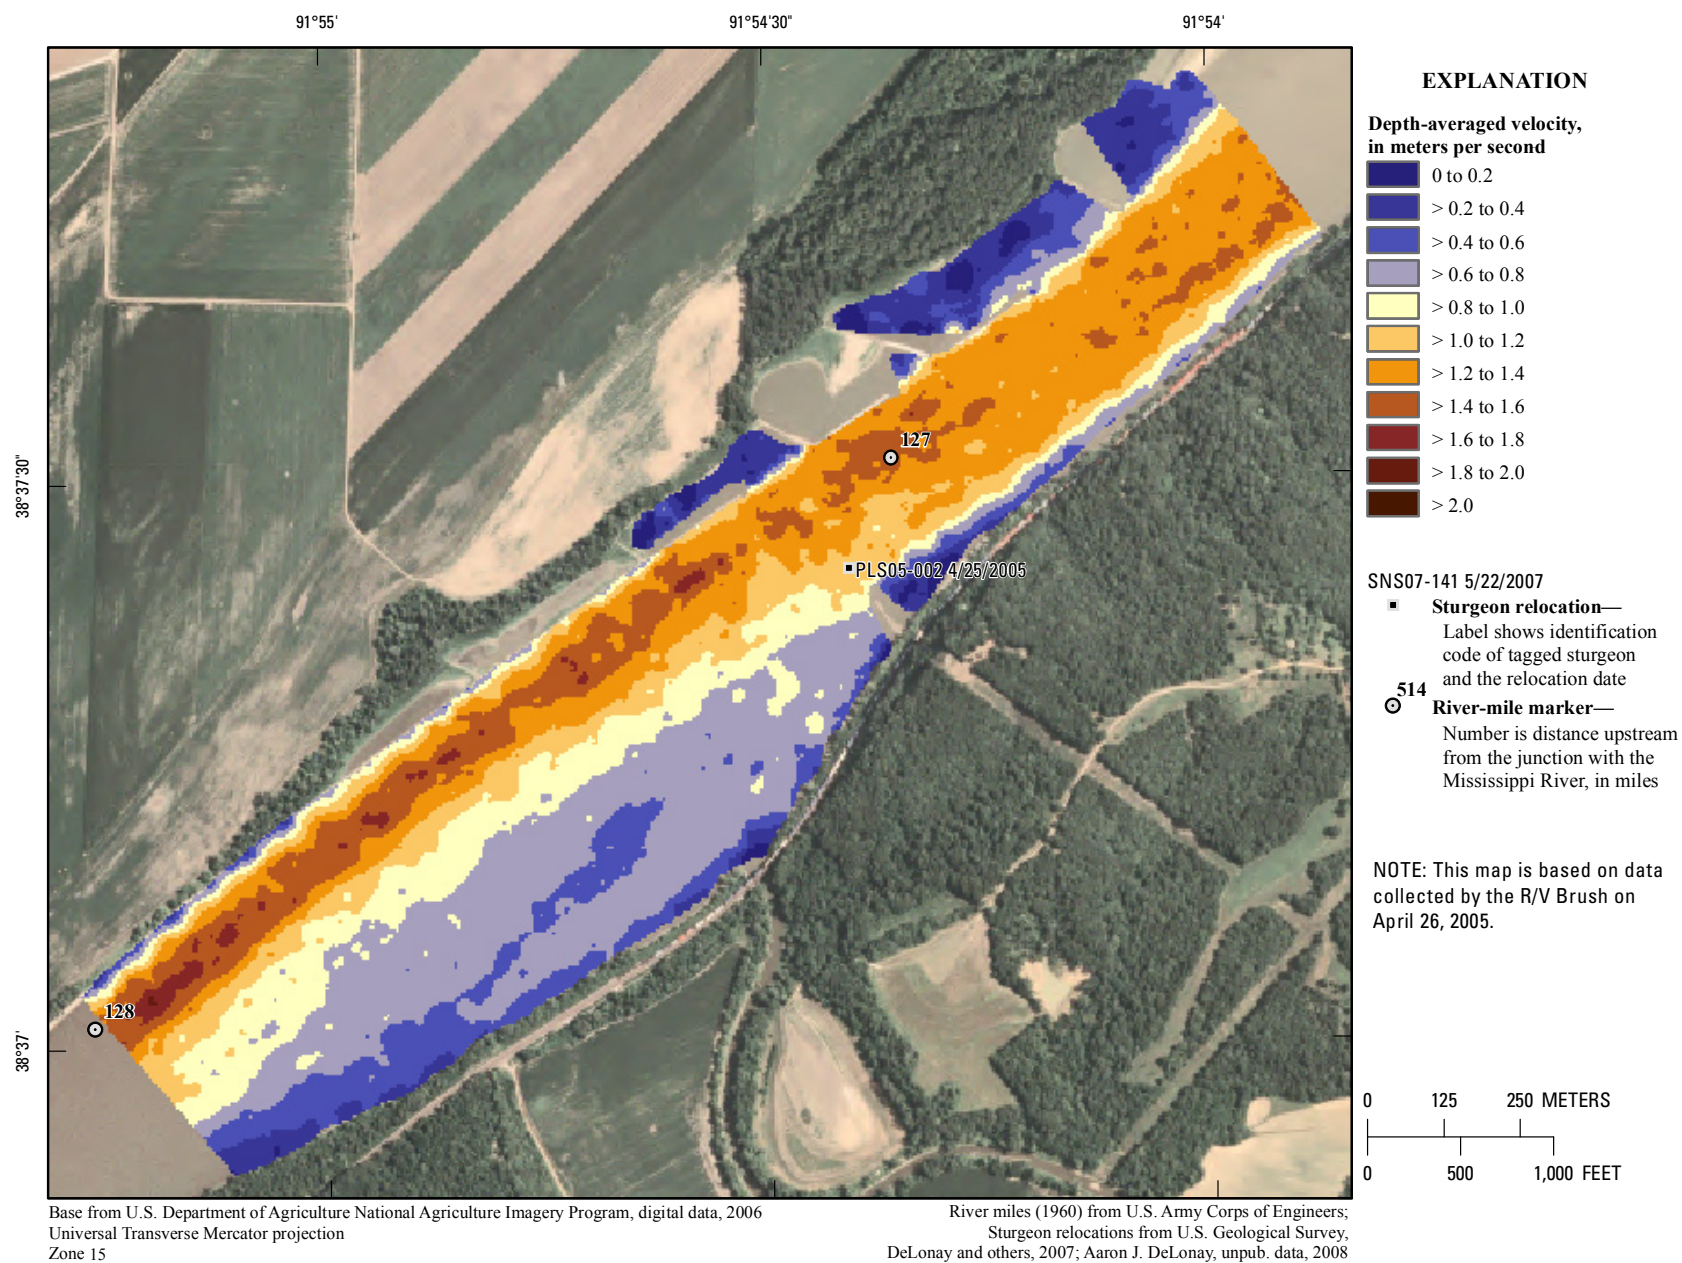 91°55'
91°54'30"
91°54'
38°37'30"
38°37'
127
PLS05-002 4/25/2005
128
EXPLANATION
Depth-averaged velocity,
in meters per second
0 to 0.2
> 0.2 to 0.4
> 0.4 to 0.6
> 0.6 to 0.8
> 0.8 to 1.0
> 1.0 to 1.2
> 1.2 to 1.4
> 1.4 to 1.6
> 1.6 to 1.8
> 1.8 to 2.0
> 2.0
SNS07-141 5/22/2007
Sturgeon relocation—
Label shows identification
code of tagged sturgeon
and the relocation date
514
River-mile marker—
Number is distance upstream
from the junction with the
Mississippi River, in miles
NOTE: This map is based on data
collected by the R/V Brush on
April 26, 2005.
0 125 250 METERS
0 500 1,000 FEET
Base from U.S. Department of Agriculture National Agriculture Imagery Program, digital data, 2006
Universal Transverse Mercator projection
Zone 15
River miles (1960) from U.S. Army Corps of Engineers;
Sturgeon relocations from U.S. Geological Survey,
DeLonay and others, 2007; Aaron J. DeLonay, unpub. data, 2008